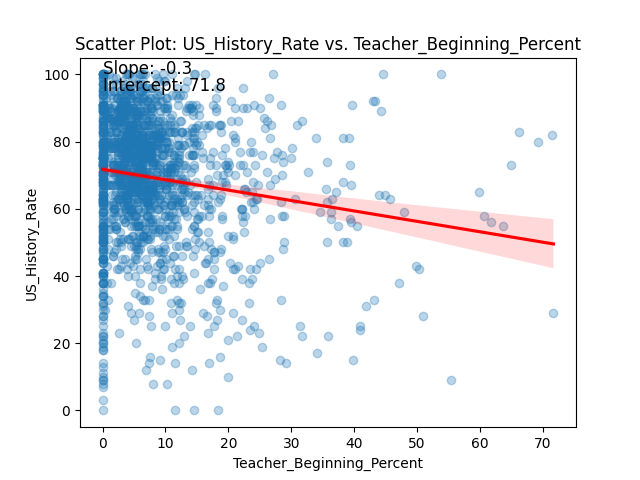 Scatter Plot: US_History_Rate vs. Teacher_Beginning_Percent
Slope: -0.3
Intercept: 71.8
100
80
60
40
20
0
US_History_Rate
0 10 20 30 40 50 60 70
Teacher_Beginning_Percent